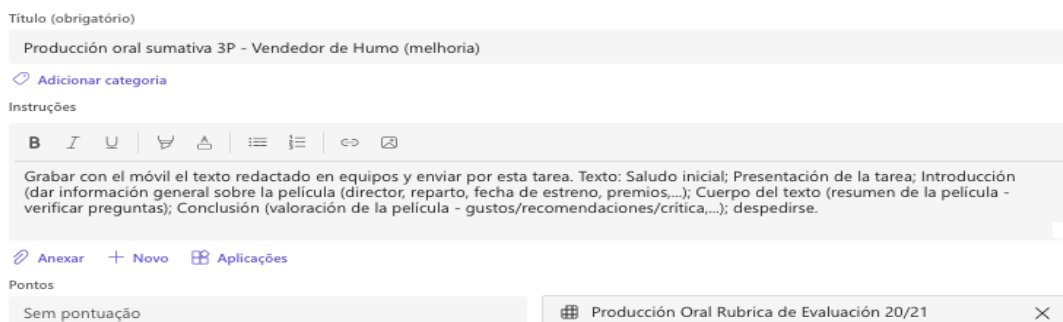 Título (obrigatório)
Producción oral sumativa 3P - Vendedor de Humo (melhoria)
Adicionar categoria
Instruções
B I U A
Grabar con el móvil el texto redactado en equipos y enviar por esta tarea. Texto: Saludo inicial; Presentación de la tarea; Introducción
(dar información general sobre la película (director, reparto, fecha de estreno, premios,...); Cuerpo del texto (resumen de la película -
verificar preguntas); Conclusión (valoración de la película - gustos/recomendaciones/crítica,...); despedirse.
Anexar + Novo Aplicações
Pontos
Sem pontuação Producción Oral Rubrica de Evaluación 20/21